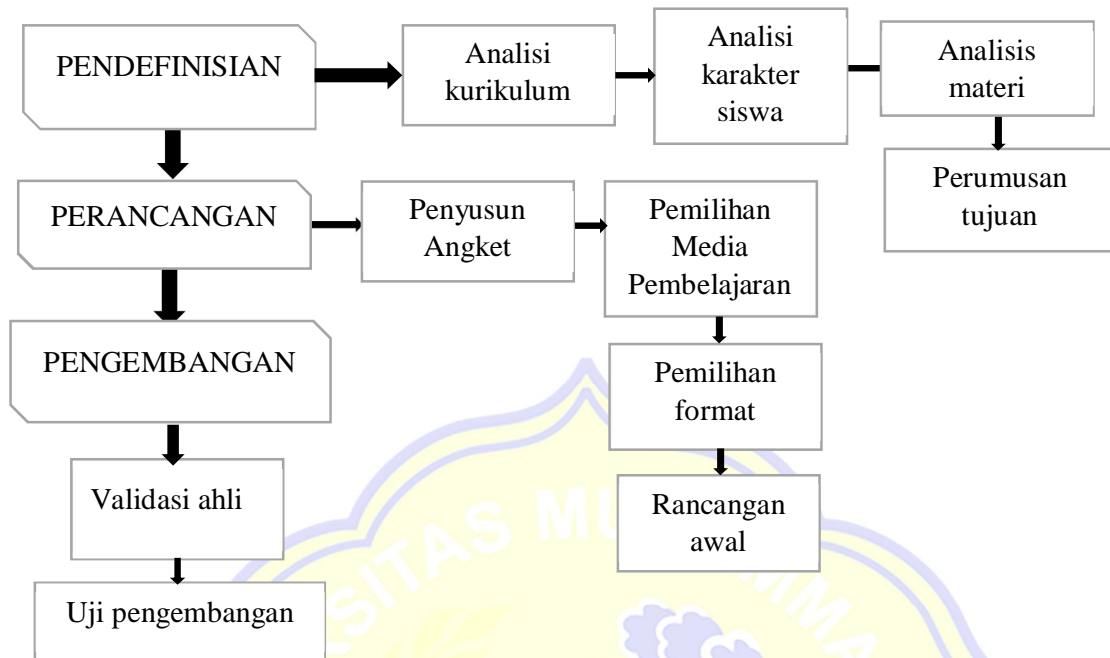 PENDEFINISIAN
Analisi
kurikulum
Analisi
karakter
siswa
Analisis
materi
Perumusan
tujuan
PERANCANGAN
Penyusun
Angket
Pemilihan
Media
Pembelajaran
Pemilihan
format
Rancangan
awal
PENGEMBANGAN
Validasi ahli
Uji pengembangan